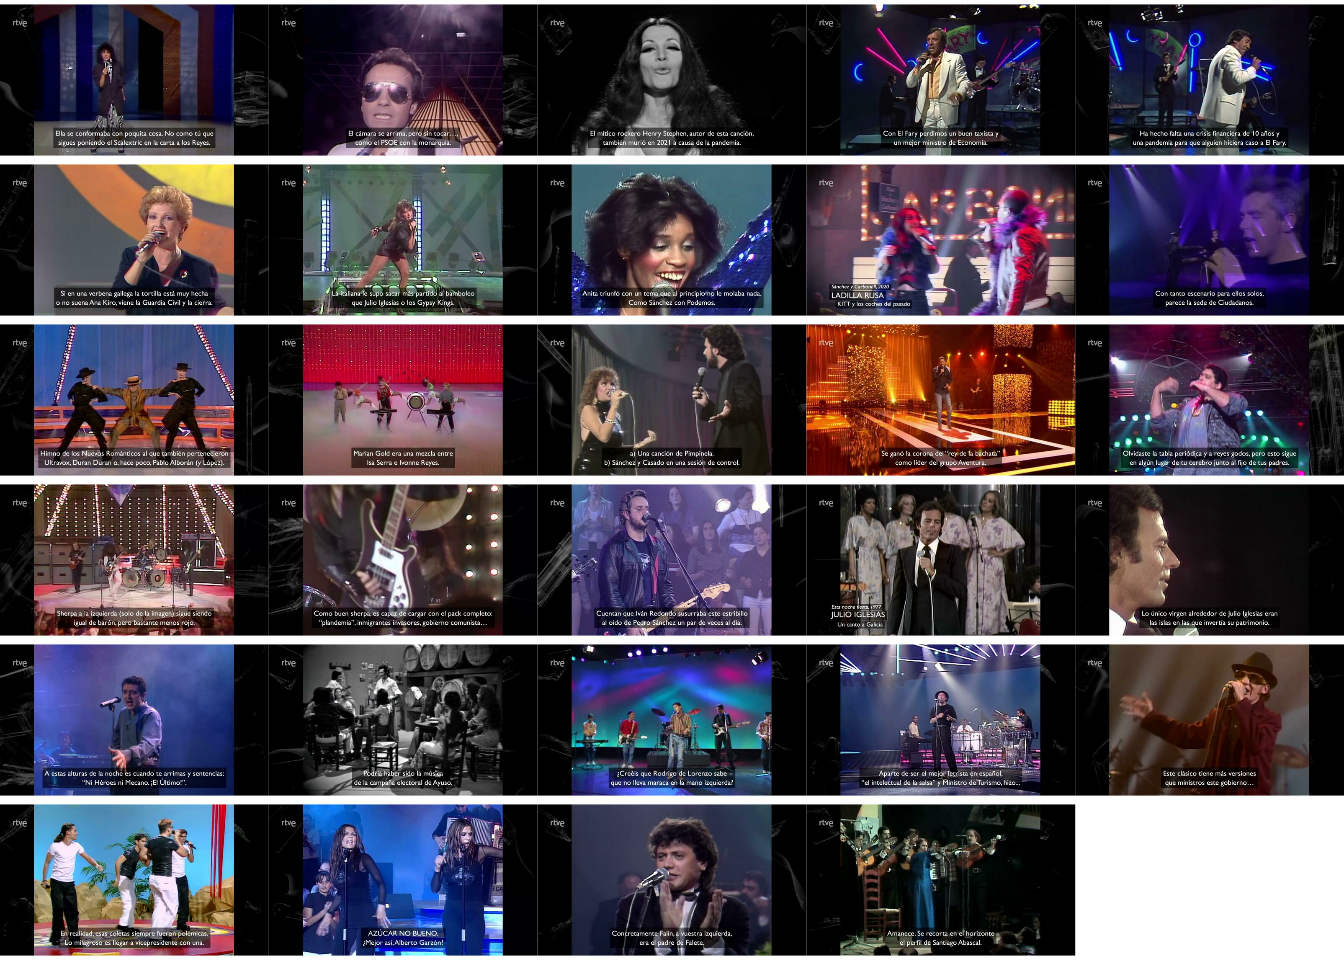 Ella se conformaba con poquita cosa. No como tú que
sigues poniendo el Scalextric en la carta a los Reyes.
rtve
El cámara se arrima, pero sin tocar…,
como el PSOE con la monarquía.
rtve
El mítico rockero Henry Stephen, autor de esta canción,
también murió en 2021 a causa de la pandemia.
rtve
Con El Fary perdimos un buen taxista y
un mejor ministro de Economía.
rtve
Ha hecho falta una crisis financiera de 10 años y
una pandemia para que alguien hiciera caso a El Fary.
rtve
Si en una verbena gallega la tortilla está muy hecha
o no suena Ana Kiro, viene la Guardia Civil y la cierra.
rtve
La italiana le supo sacar más partido al bamboleo
que Julio Iglesias o los Gypsy Kings.
rtve
Anita triunfó con un tema que al principio no le molaba nada.
Como Sánchez con Podemos.
rtve
Sánchez y Carbonell, 2020
LADILLA RUSA
KITT y los coches del pasado
rtve
Con tanto escenario para ellos solos,
parece la sede de Ciudadanos.
rtve
Himno de los Nuevos Románticos al que también pertenecieron
Ultravox, Duran Duran o, hace poco, Pablo Alborán (y López).
rtve
Marian Gold era una mezcla entre
Isa Serra e Ivonne Reyes.
rtve
a) Una canción de Pimpinela.
b) Sánchez y Casado en una sesión de control.
rtve
Se ganó la corona del "rey de la bachata"
como líder del grupo Aventura.
rtve
Olvidaste la tabla periódica y a reyes godos, pero esto sigue
en algún lugar de tu cerebro junto al fijo de tus padres.
rtve
Sherpa a la izquierda (solo de la imagen) sigue siendo
igual de barón, pero bastante menos rojo.
rtve
Como buen sherpa, es capaz de cargar con el pack completo:
"plandemia", inmigrantes invasores, gobierno comunista…
rtve
Cuentan que Iván Redondo susurraba este estribillo
al oído de Pedro Sánchez un par de veces al día.
rtve
Esta noche fiesta, 1977
JULIO IGLESIAS
Un canto a Galicia
rtve
Lo único virgen alrededor de Julio Iglesias eran
las islas en las que invertía su patrimonio.
rtve
A estas alturas de la noche es cuando te arrimas y sentencias:
"Ni Héroes ni Mecano. ¡El Último!".
rtve
Podría haber sido la música
de la campaña electoral de Ayuso.
rtve
¿Creéis que Rodrigo de Lorenzo sabe
que no lleva maraca en la mano izquierda?
rtve
Aparte de ser el mejor letrista en español,
"el intelectual de la salsa" y Ministro de Turismo, hizo...
rtve
Este clásico tiene más versiones
que ministros este gobierno…
rtve
En realidad, esas coletas siempre fueron polémicas.
Lo milagroso es llegar a vicepresidente con una.
rtve
AZÚCAR NO BUENO.
¿Mejor así, Alberto Garzón?
rtve
Concretamente Falín, a vuestra izquierda,
era el padre de Falete.
rtve
Amanece. Se recorta en el horizonte
el perfil de Santiago Abascal.